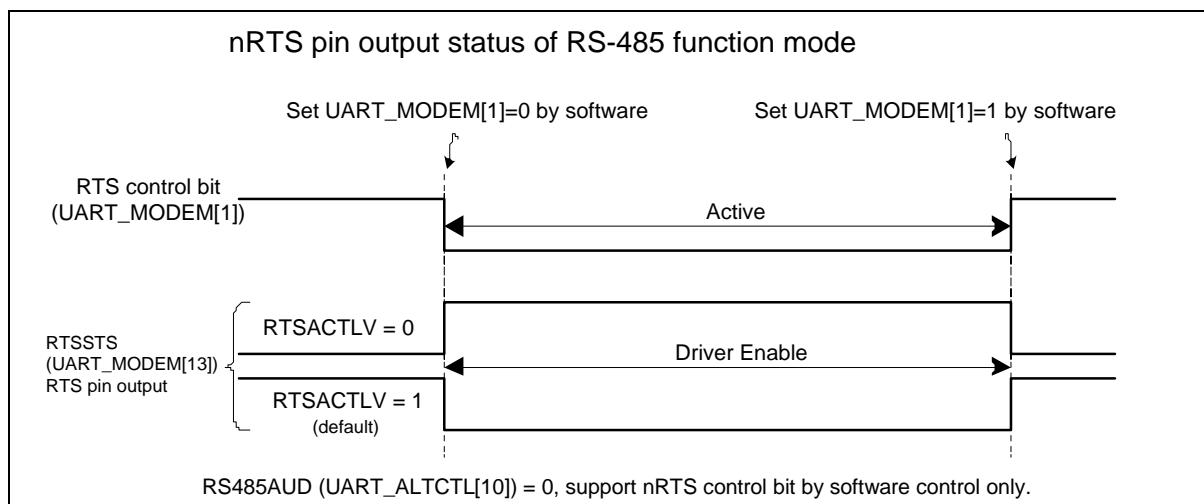 nRTS pin output status of RS-485 function mode
Set UART_MODEM[1]=0 by software
Set UART_MODEM[1]=1 by software
RTS control bit
(UART_MODEM[1])
Active
RTSSTS
(UART_MODEM[13])
RTS pin output
RTSACTLV = 0
Driver Enable
RTSACTLV = 1
(default)
RS485AUD (UART_ALTCTL[10]) = 0, support nRTS control bit by software control only.